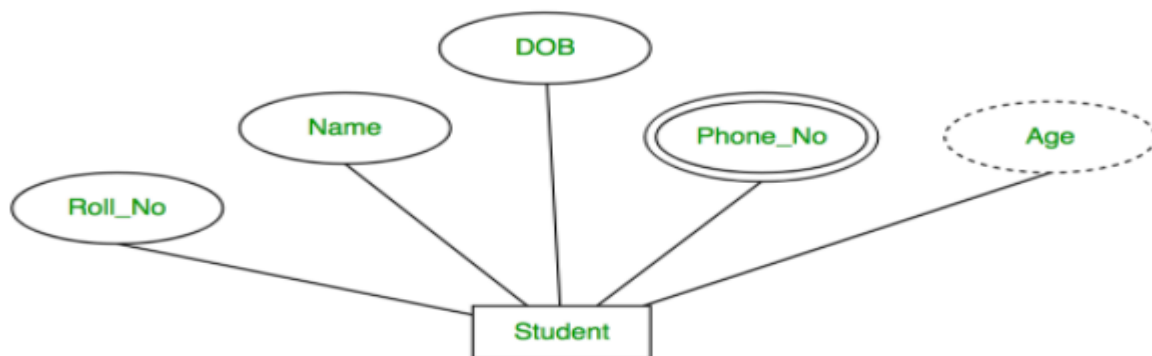 DOB
Name
Phone_No
Age
Roll_No
Student